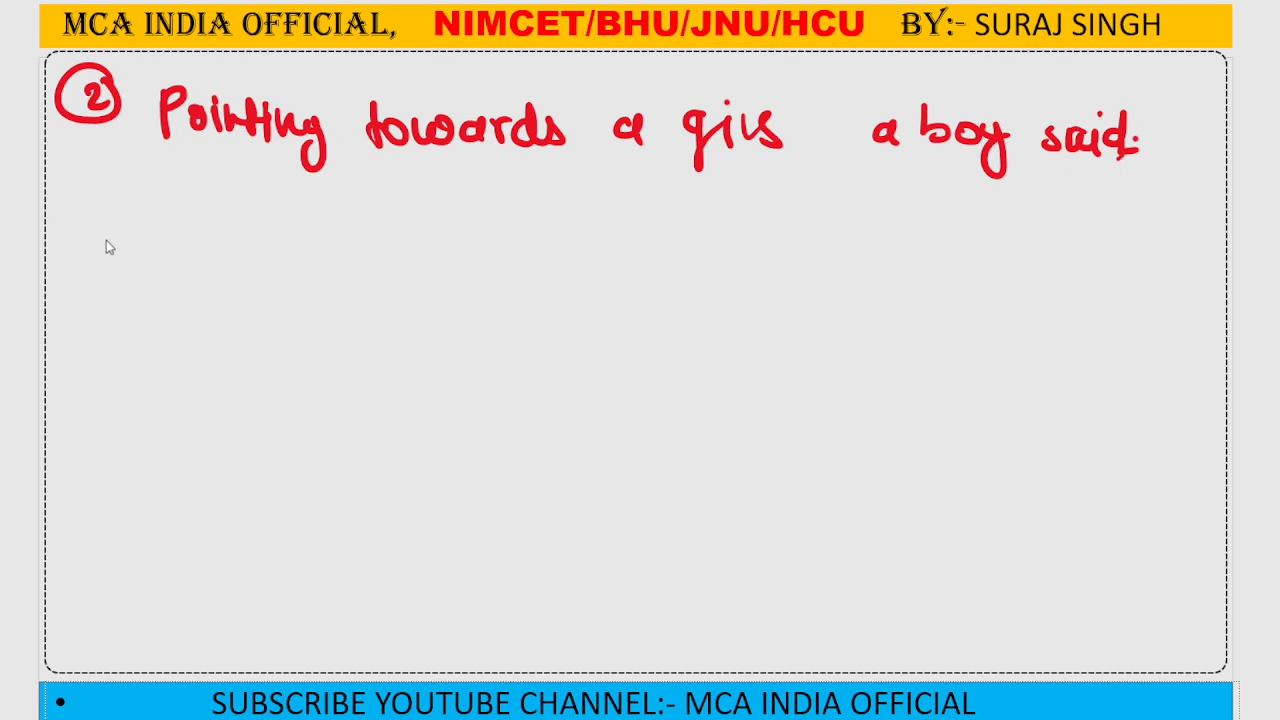 MCA INDIA OFFICIAL, NIMCET/BHU/JNU/HCU BY:- SURAJ SINGH
2 Pointing towards a girl a boy said.
• SUBSCRIBE YOUTUBE CHANNEL:- MCA INDIA OFFICIAL